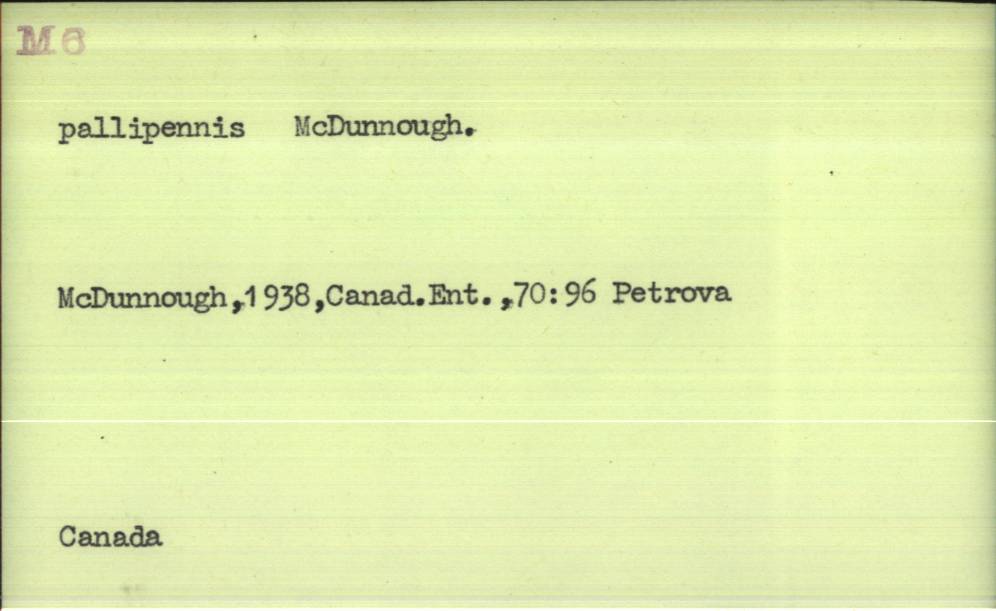 M6
pallipennis McDunnough.
McDunnough,1938,Canad.Ent.,70:96 Petrova
Canada